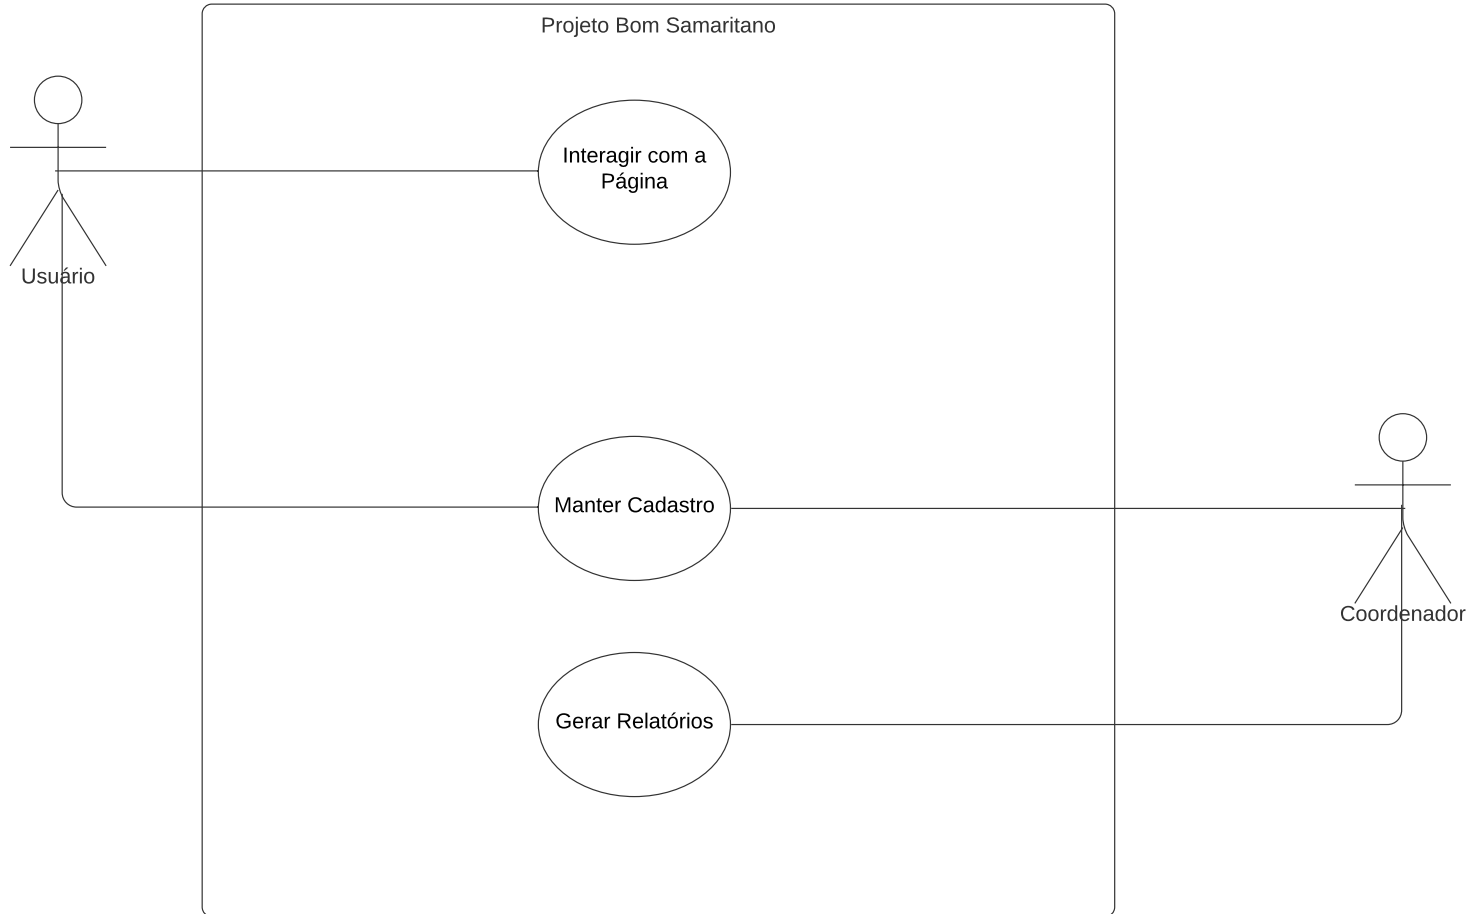 Projeto Bom Samaritano
Interagir com a
Página
Usuário
Manter Cadastro
Coordenador
Gerar Relatórios